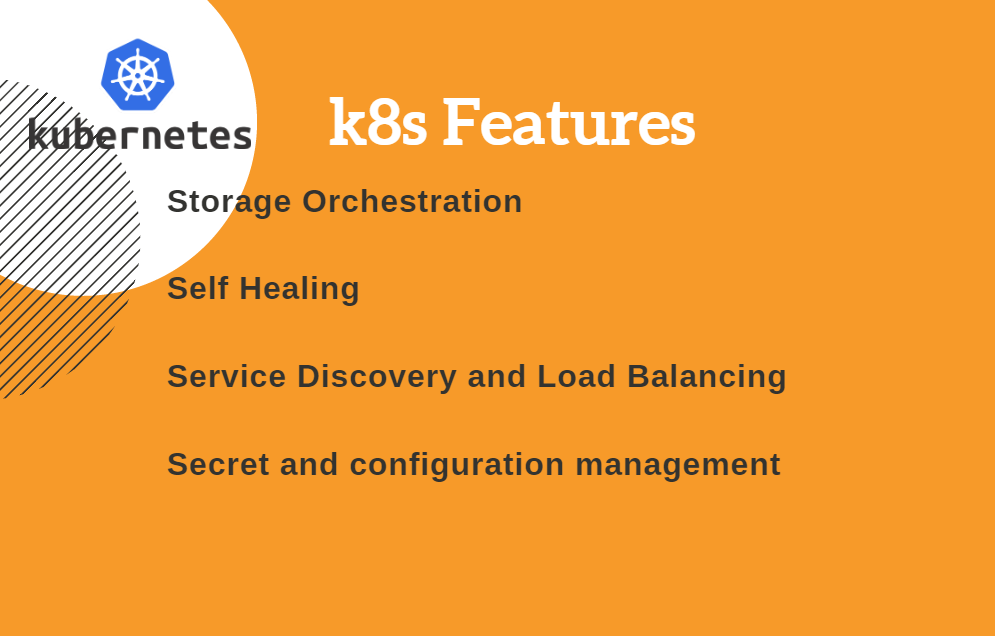 kubernetes
k8s Features
Storage Orchestration
Self Healing
Service Discovery and Load Balancing
Secret and configuration management